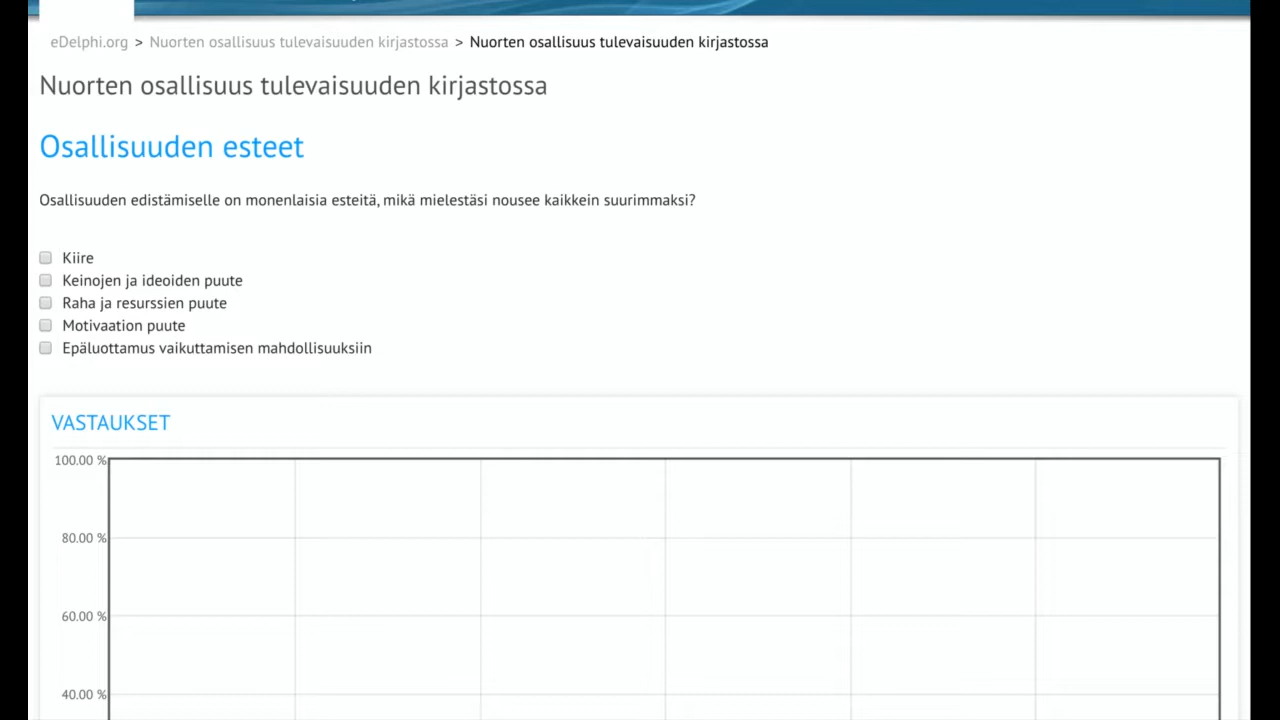 eDelphi.org > Nuorten osallisuus tulevaisuuden kirjastossa > Nuorten osallisuus tulevaisuuden kirjastossa
Nuorten osallisuus tulevaisuuden kirjastossa
Osallisuuden esteet
Osallisuuden edistämiselle on monenlaisia esteitä, mikä mielestäsi nousee kaikkein suurimmaksi?
Kiire
Keinojen ja ideoiden puute
Raha ja resurssien puute
Motivaation puute
Epäluottamus vaikuttamisen mahdollisuuksiin
VASTAUKSET
100.00 %
80.00 %
60.00 %
40.00 %